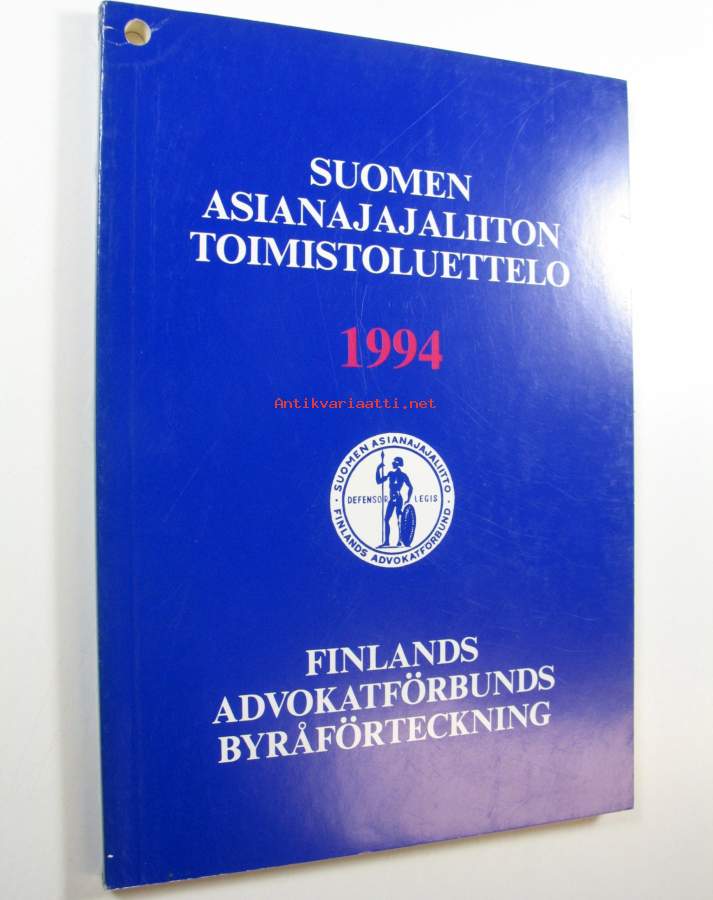 SUOMEN
ASIANAJAJALIITON
TOIMISTOLUETTELO
1994
Antikvariaatti.net
· SUOMEN ASIANAJAJALIITTO ·
DEFENSOR LEGIS
FINLANDS ADVOKATFÖRBUND
FINLANDS
ADVOKATFÖRBUNDS
BYRÅFÖRTECKNING